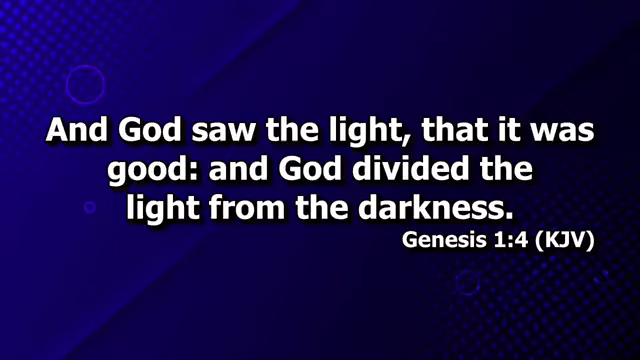 And God saw the light, that it was
good: and God divided the
light from the darkness.
Genesis 1:4 (KJV)